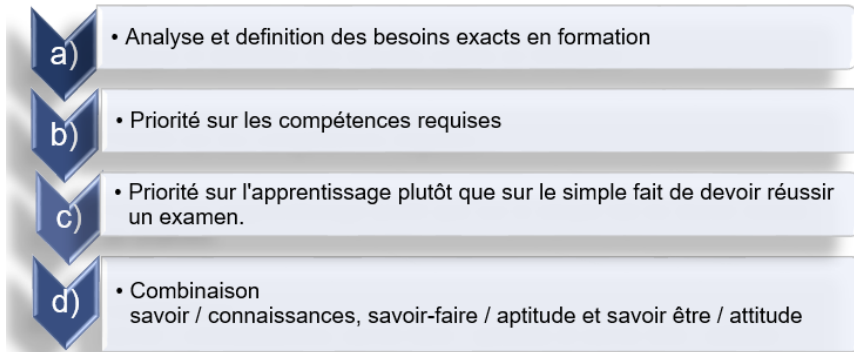 a)
• Analyse et definition des besoins exacts en formation
b)
• Priorité sur les compétences requises
c)
• Priorité sur l'apprentissage plutôt que sur le simple fait de devoir réussir
un examen.
d)
• Combinaison
savoir / connaissances, savoir-faire / aptitude et savoir être / attitude